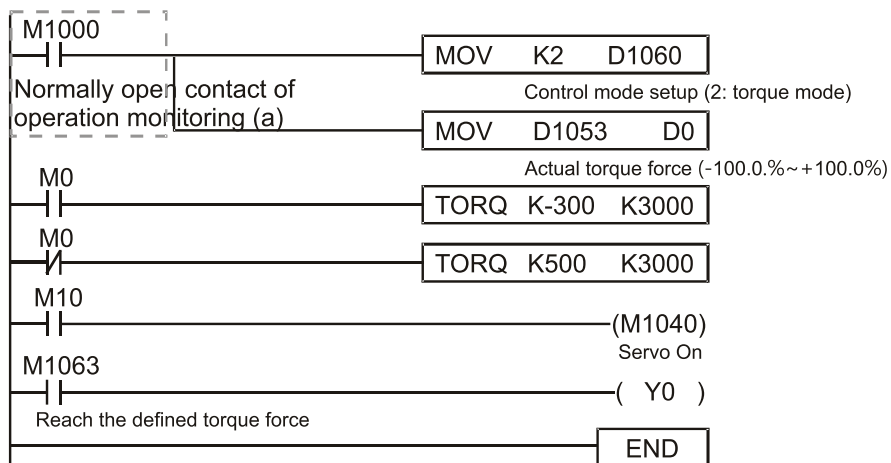 M1000
MOV K2 D1060
Normally open contact of
operation monitoring (a)
Control mode setup (2: torque mode)
MOV D1053 D0
Actual torque force (-100.0.%~+100.0%)
M0
TORQ K-300 K3000
M0
TORQ K500 K3000
M10
(M1040)
Servo On
M1063
( Y0 )
Reach the defined torque force
END